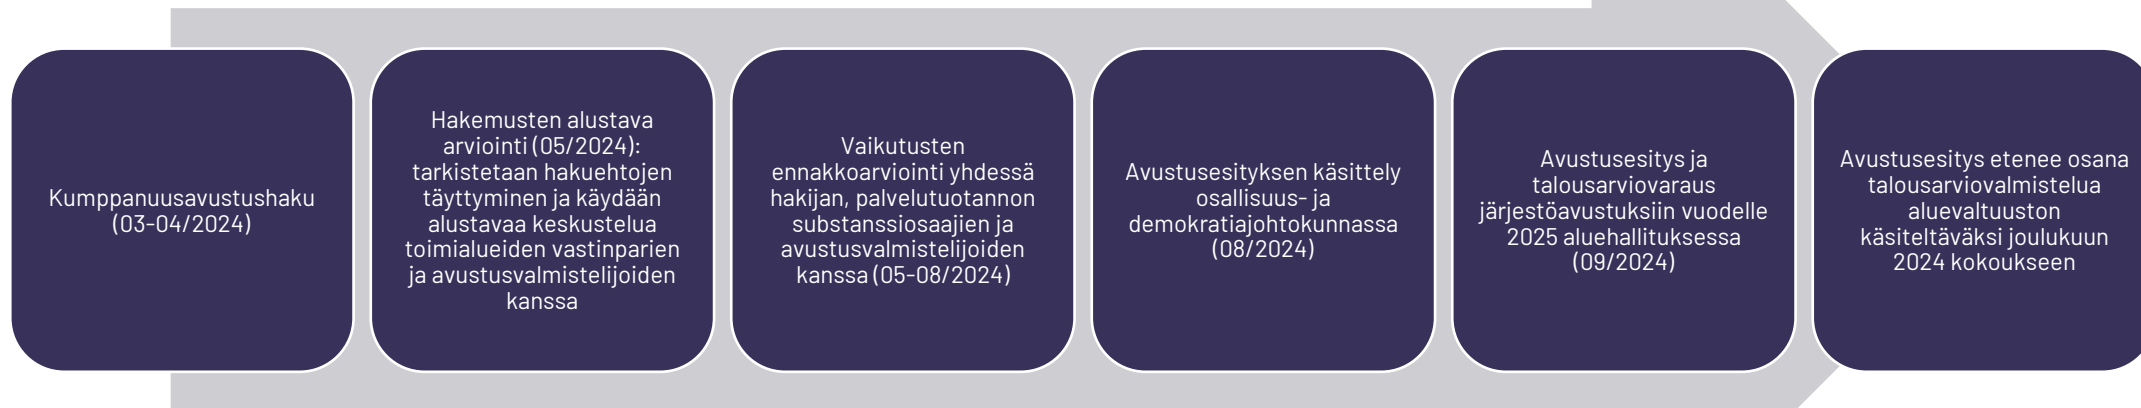 Kumppanuusavustushaku
(03-04/2024)
Hakemusten alustava
arviointi (05/2024):
tarkistetaan hakuehtojen
täyttyminen ja käydään
alustavaa keskustelua
toimialueiden vastinparien
ja avustusvalmistelijoiden
kanssa
Vaikutusten
ennakkoarviointi yhdessä
hakijan, palvelutuotannon
substanssiosaajien ja
avustusvalmistelijoiden
kanssa (05-08/2024)
Avustusesityksen käsittely
osallisuus- ja
demokratiajohtokunnassa
(08/2024)
Avustusesitys ja
talousarviovaraus
järjestöavustuksiin vuodelle
2025 aluehallituksessa
(09/2024)
Avustusesitys etenee osana
talousarviovalmistelua
aluevaltuuston
käsiteltäväksi joulukuun
2024 kokoukseen